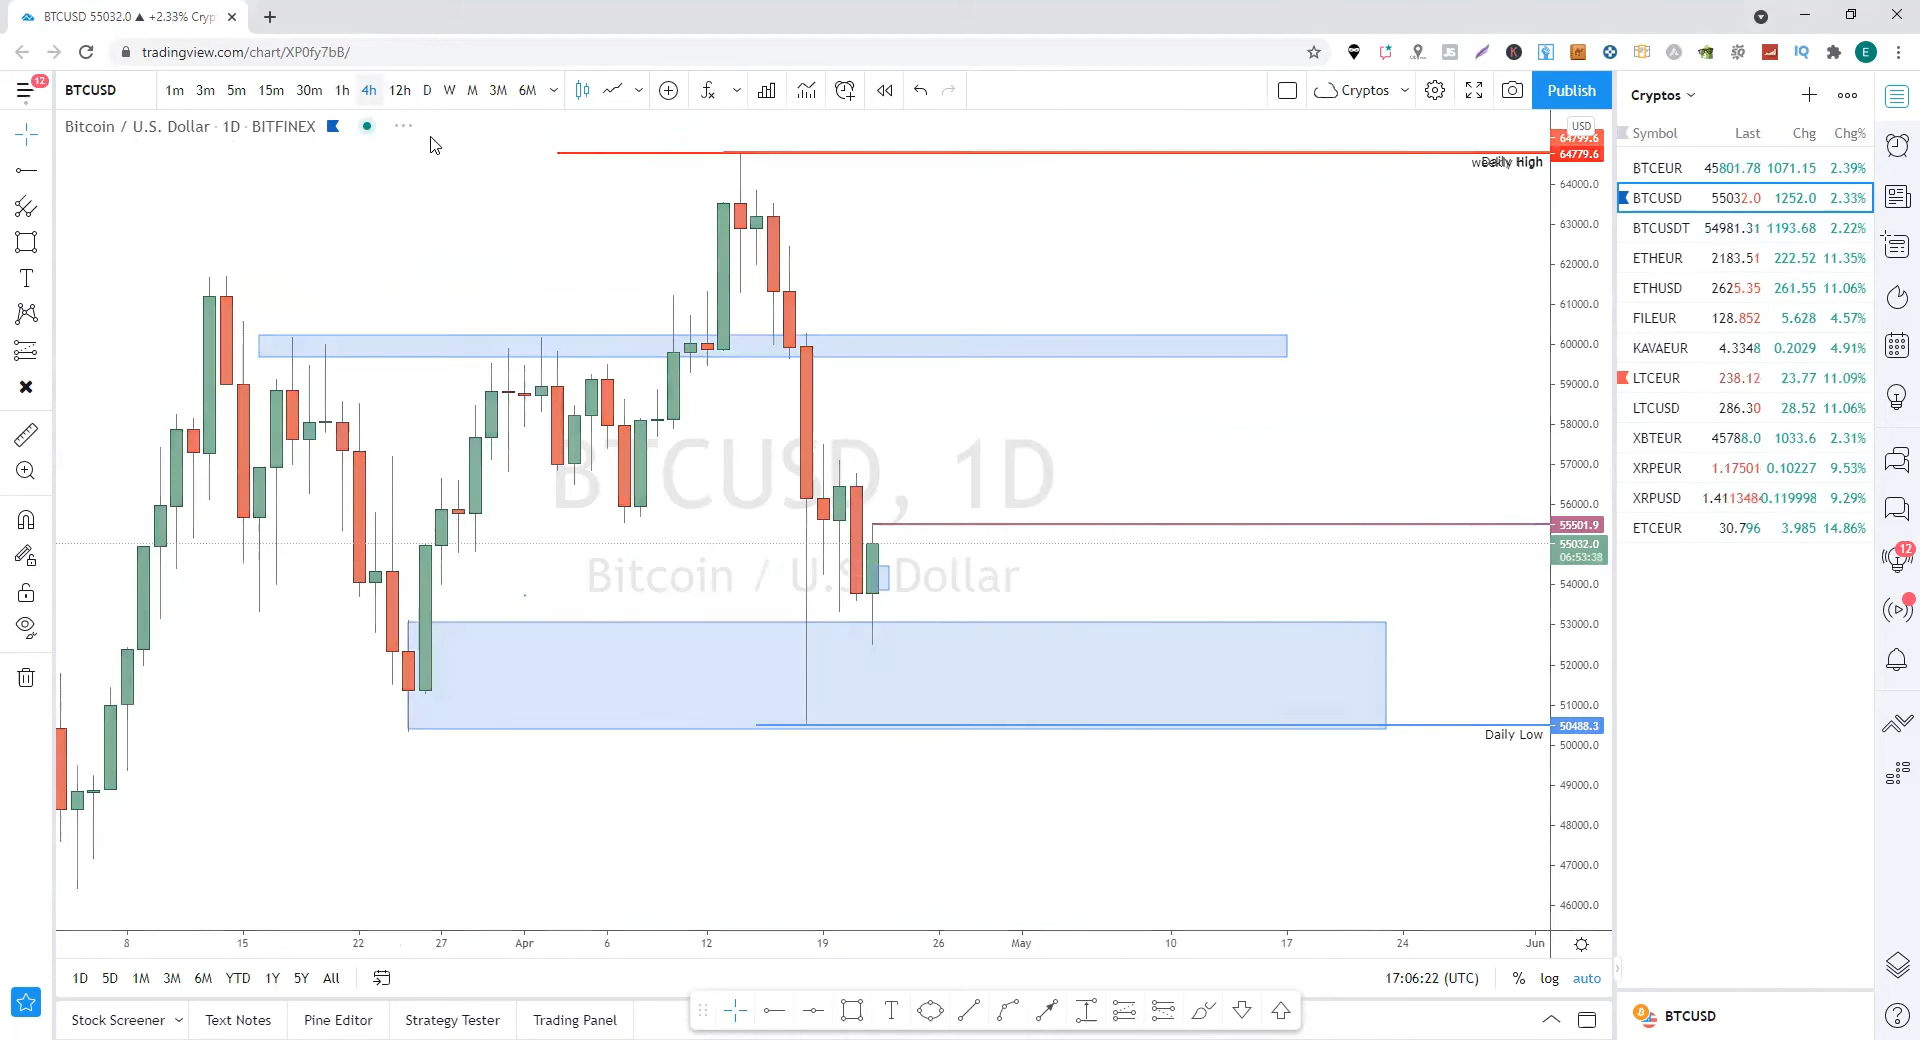 BTCUSD 55032.0 ▲ +2.33% Cryp
tradingview.com/chart/XP0fy7bB/
12
BTCUSD 1m 3m 5m 15m 30m 1h 4h 12h D W M 3M 6M Cryptos Publish
Bitcoin / U.S. Dollar · 1D · BITFINEX
USD
64779.6
Daily High
64000.0
63000.0
62000.0
61000.0
60000.0
59000.0
58000.0
57000.0
56000.0
55501.9
55032.0
06:53:38
54000.0
53000.0
52000.0
51000.0
50488.3
Daily Low
50000.0
49000.0
48000.0
47000.0
46000.0
BTCUSD, 1D
Bitcoin / U.S. Dollar
8 15 22 27 Apr 6 12 19 26 May 10 17 24 Jun
1D 5D 1M 3M 6M YTD 1Y 5Y All
17:06:22 (UTC) % log auto
Stock Screener Text Notes Pine Editor Strategy Tester Trading Panel
Cryptos
Symbol Last Chg Chg%
BTCEUR 45801.78 1071.15 2.39%
BTCUSD 55032.0 1252.0 2.33%
BTCUSDT 54981.31 1193.68 2.22%
ETHEUR 2183.51 222.52 11.35%
ETHUSD 2625.35 261.55 11.06%
FILEUR 128.852 5.628 4.57%
KAVAEUR 4.3348 0.2029 4.91%
LTCEUR 238.12 23.77 11.09%
LTCUSD 286.30 28.52 11.06%
XBTEUR 45788.0 1033.6 2.31%
XRPEUR 1.17501 0.10227 9.53%
XRPUSD 1.411348 0.119998 9.29%
ETCEUR 30.796 3.985 14.86%
12
BTCUSD